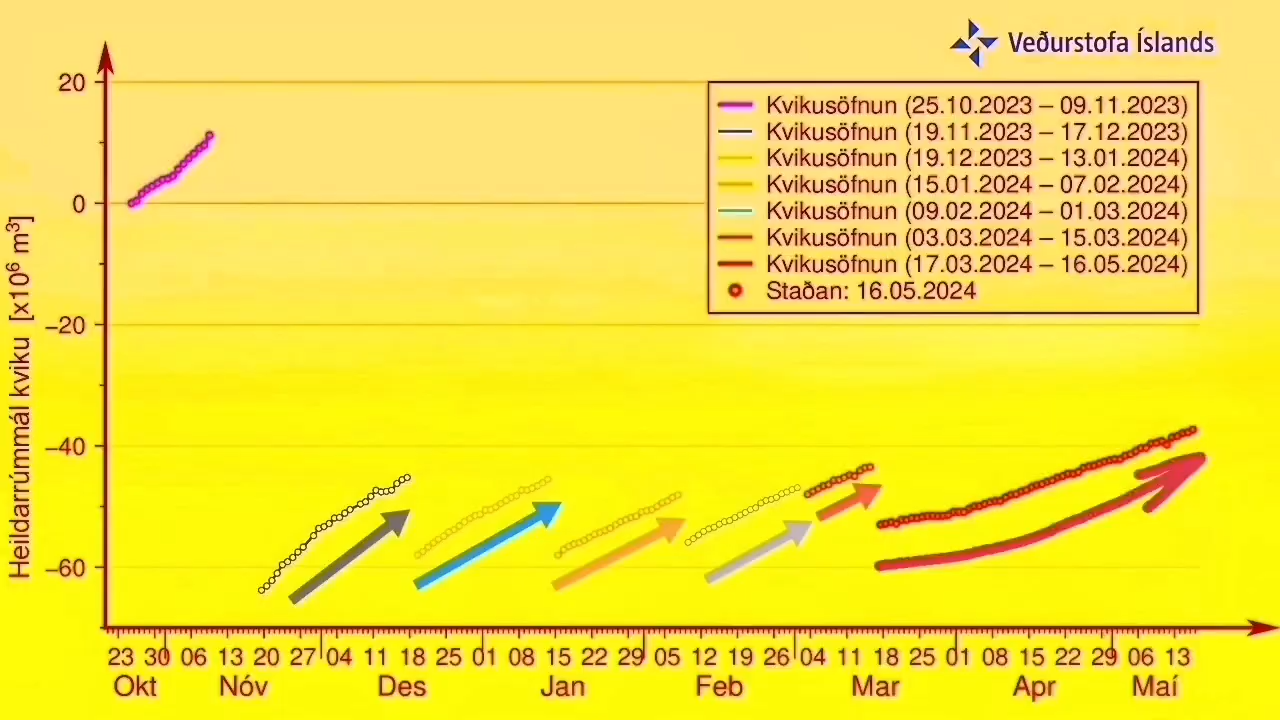 Veðurstofa Íslands
Kvikusöfnun (25.10.2023 – 09.11.2023)
Kvikusöfnun (19.11.2023 – 17.12.2023)
Kvikusöfnun (19.12.2023 – 13.01.2024)
Kvikusöfnun (15.01.2024 – 07.02.2024)
Kvikusöfnun (09.02.2024 – 01.03.2024)
Kvikusöfnun (03.03.2024 – 15.03.2024)
Kvikusöfnun (17.03.2024 – 16.05.2024)
Staðan: 16.05.2024
Heildarrúmmál kviku [x10⁶ m³]
20
0
−20
−40
−60
23 30 06 13 20 27 04 11 18 25 01 08 15 22 29 05 12 19 26 04 11 18 25 01 08 15 22 29 06 13
Okt Nóv Des Jan Feb Mar Apr Maí